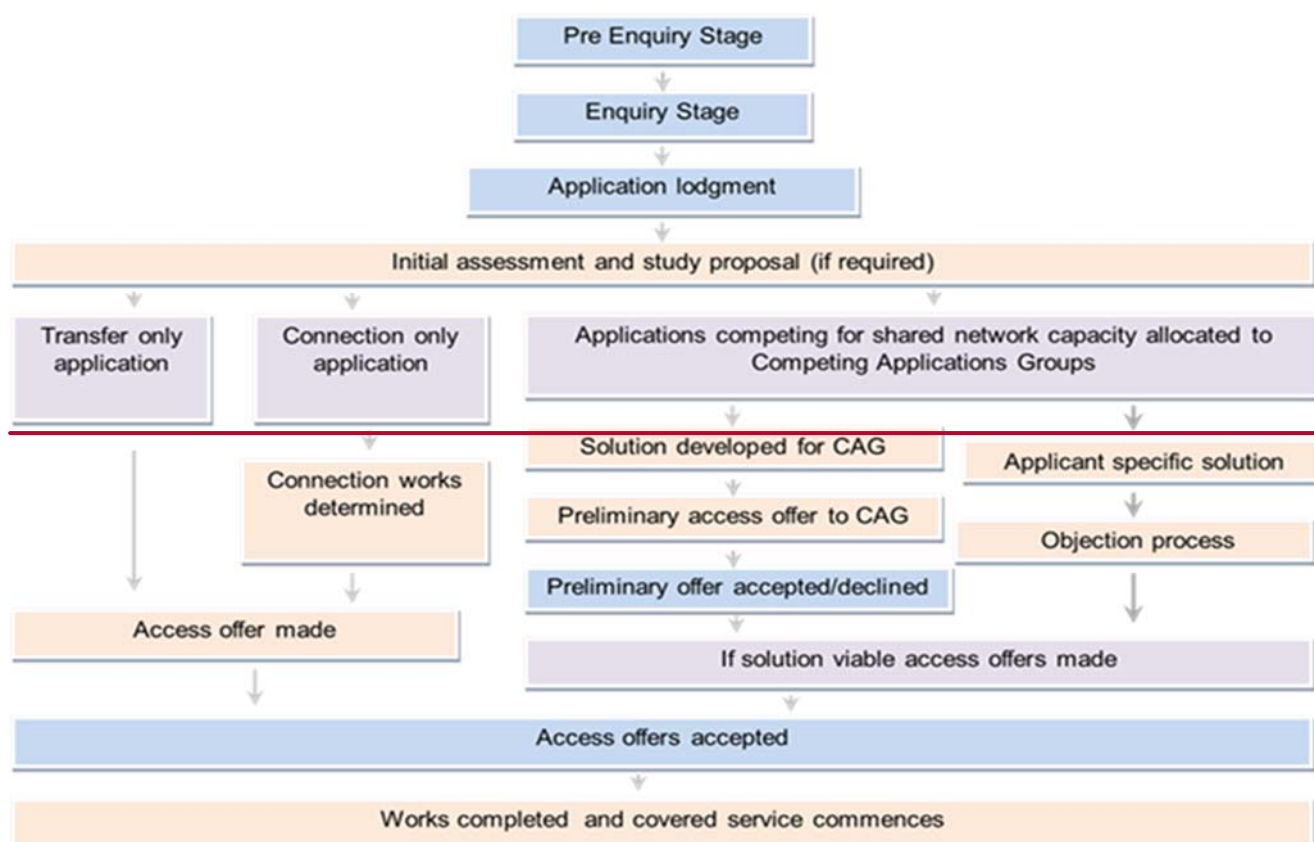 Pre Enquiry Stage
Enquiry Stage
Application lodgment
Initial assessment and study proposal (if required)
Transfer only
application
Connection only
application
Applications competing for shared network capacity allocated to
Competing Applications Groups
Solution developed for CAG
Applicant specific solution
Connection works
determined
Preliminary access offer to CAG
Objection process
Preliminary offer accepted/declined
Access offer made
If solution viable access offers made
Access offers accepted
Works completed and covered service commences